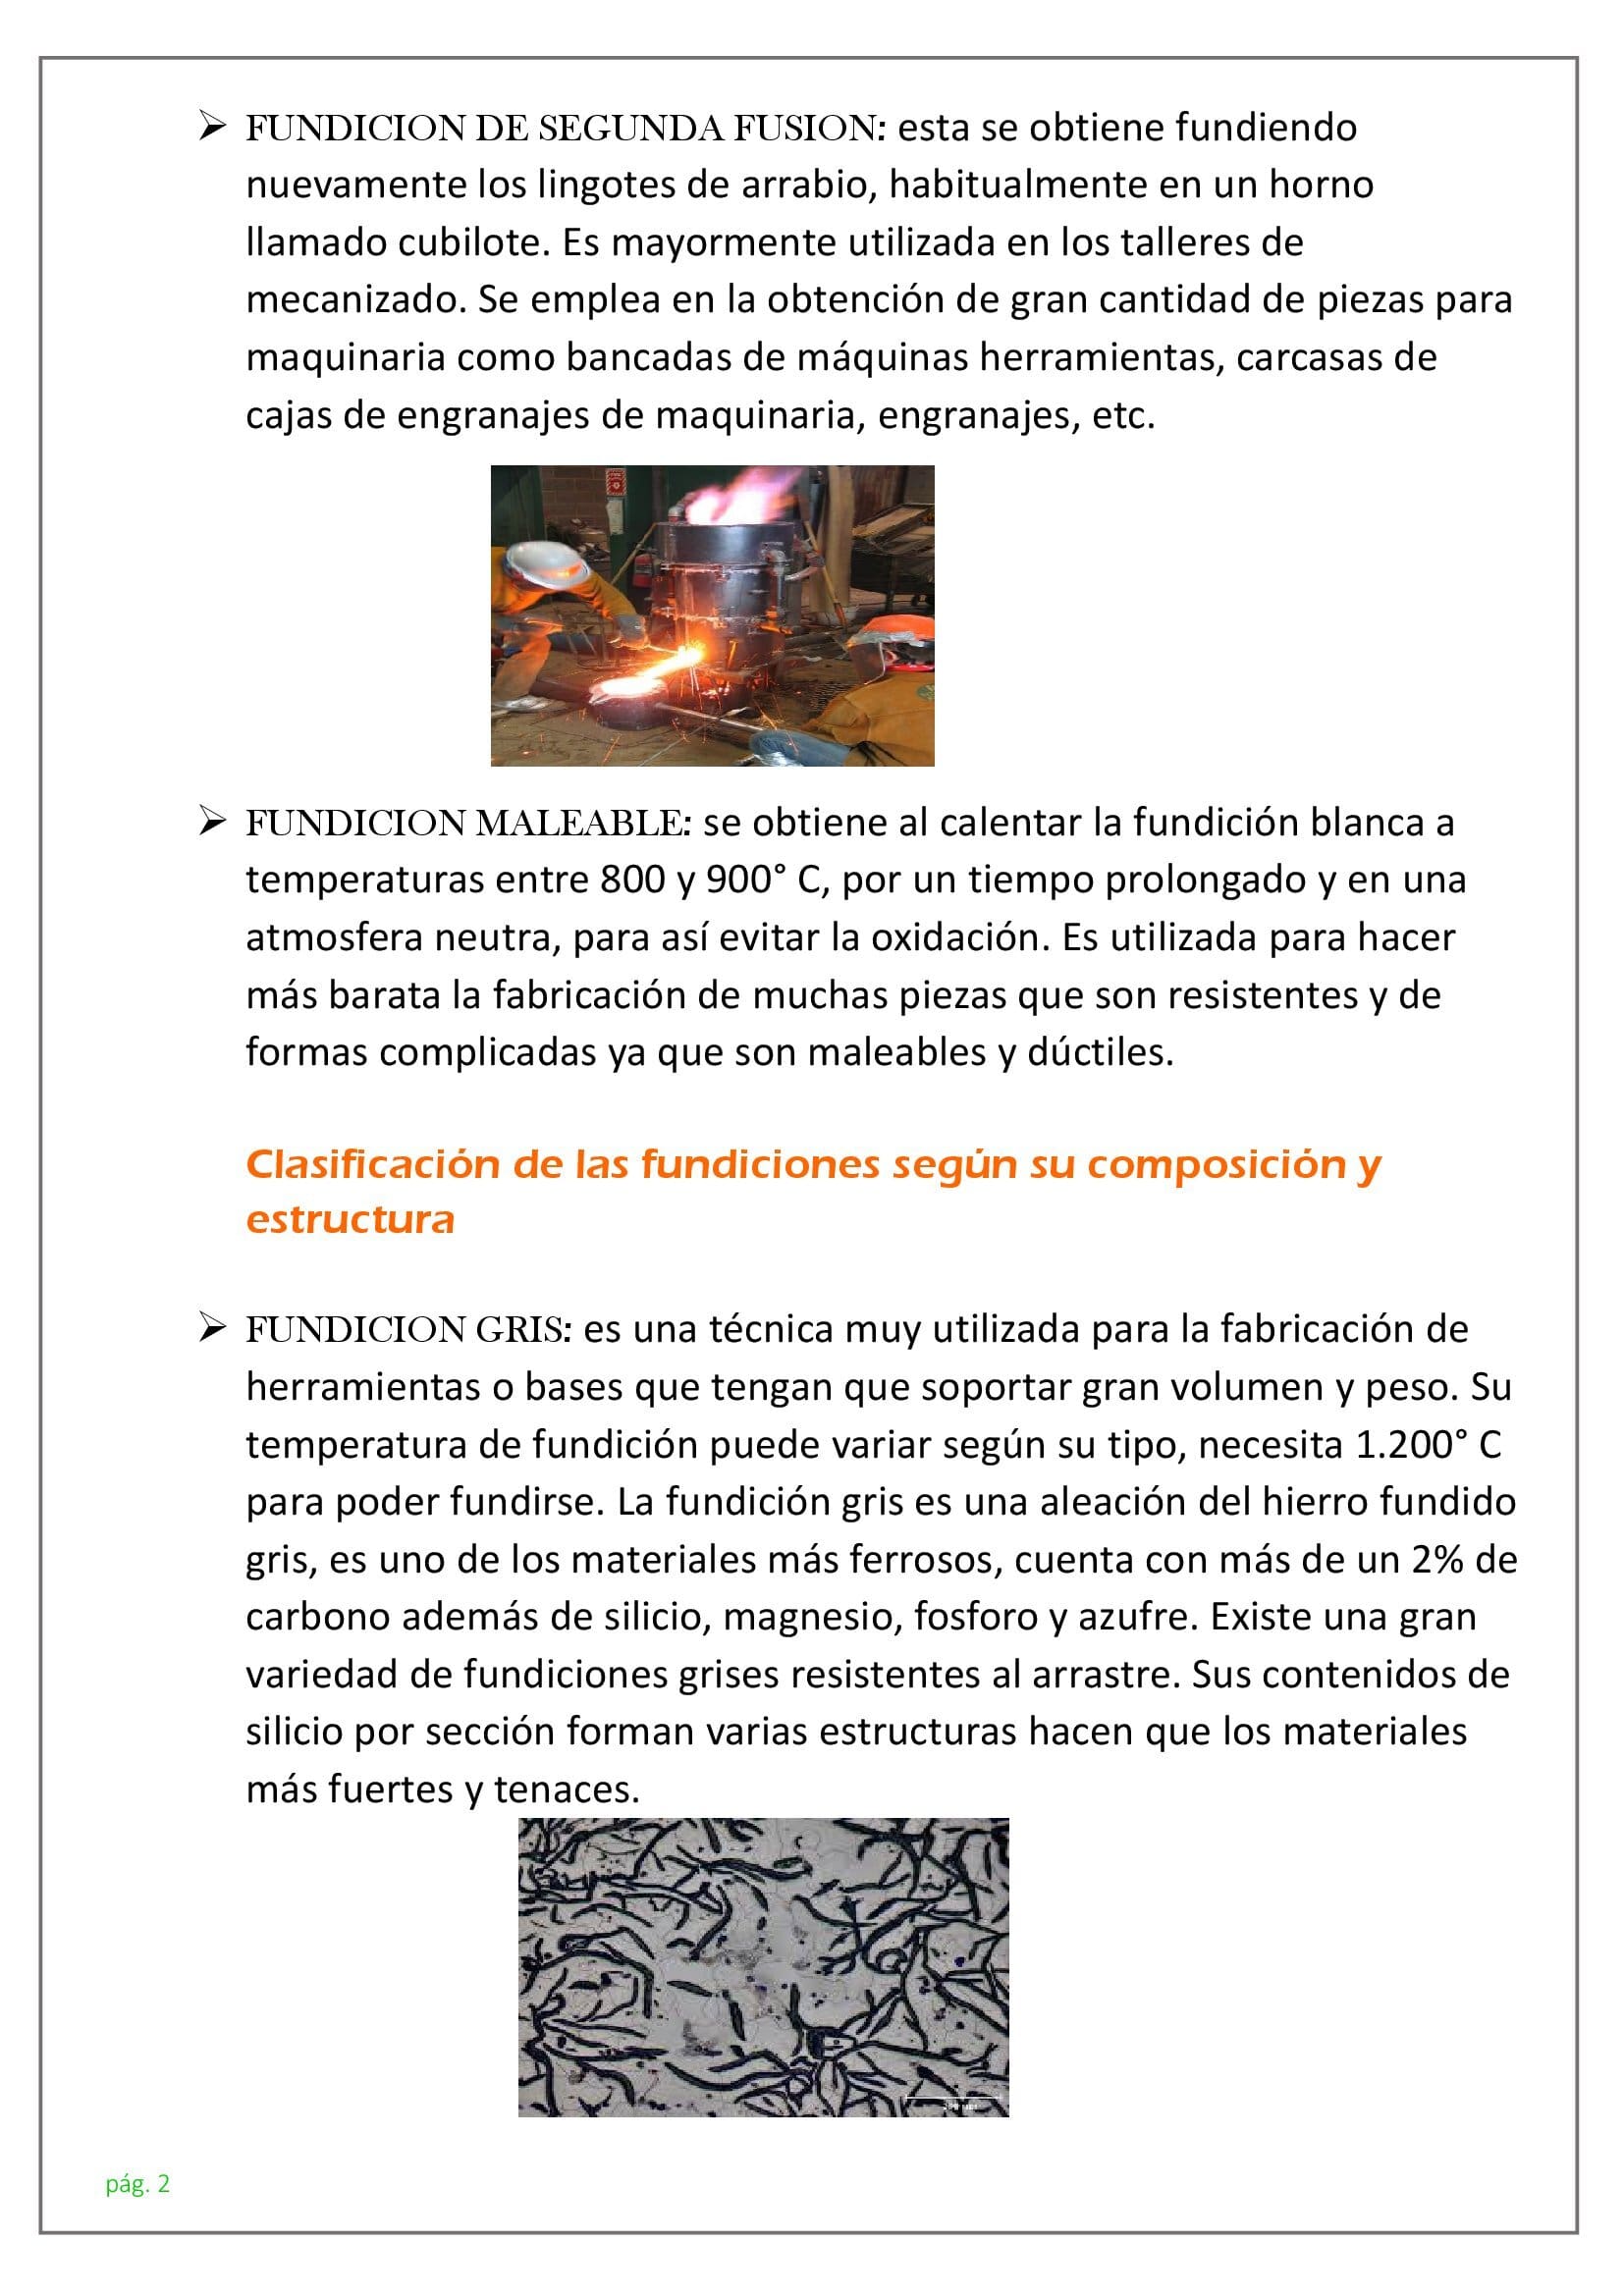 ➢ FUNDICION DE SEGUNDA FUSION: esta se obtiene fundiendo
nuevamente los lingotes de arrabio, habitualmente en un horno
llamado cubilote. Es mayormente utilizada en los talleres de
mecanizado. Se emplea en la obtención de gran cantidad de piezas para
maquinaria como bancadas de máquinas herramientas, carcasas de
cajas de engranajes de maquinaria, engranajes, etc.
➢ FUNDICION MALEABLE: se obtiene al calentar la fundición blanca a
temperaturas entre 800 y 900° C, por un tiempo prolongado y en una
atmosfera neutra, para así evitar la oxidación. Es utilizada para hacer
más barata la fabricación de muchas piezas que son resistentes y de
formas complicadas ya que son maleables y dúctiles.
Clasificación de las fundiciones según su composición y
estructura
➢ FUNDICION GRIS: es una técnica muy utilizada para la fabricación de
herramientas o bases que tengan que soportar gran volumen y peso. Su
temperatura de fundición puede variar según su tipo, necesita 1.200° C
para poder fundirse. La fundición gris es una aleación del hierro fundido
gris, es uno de los materiales más ferrosos, cuenta con más de un 2% de
carbono además de silicio, magnesio, fosforo y azufre. Existe una gran
variedad de fundiciones grises resistentes al arrastre. Sus contenidos de
silicio por sección forman varias estructuras hacen que los materiales
más fuertes y tenaces.
pág. 2